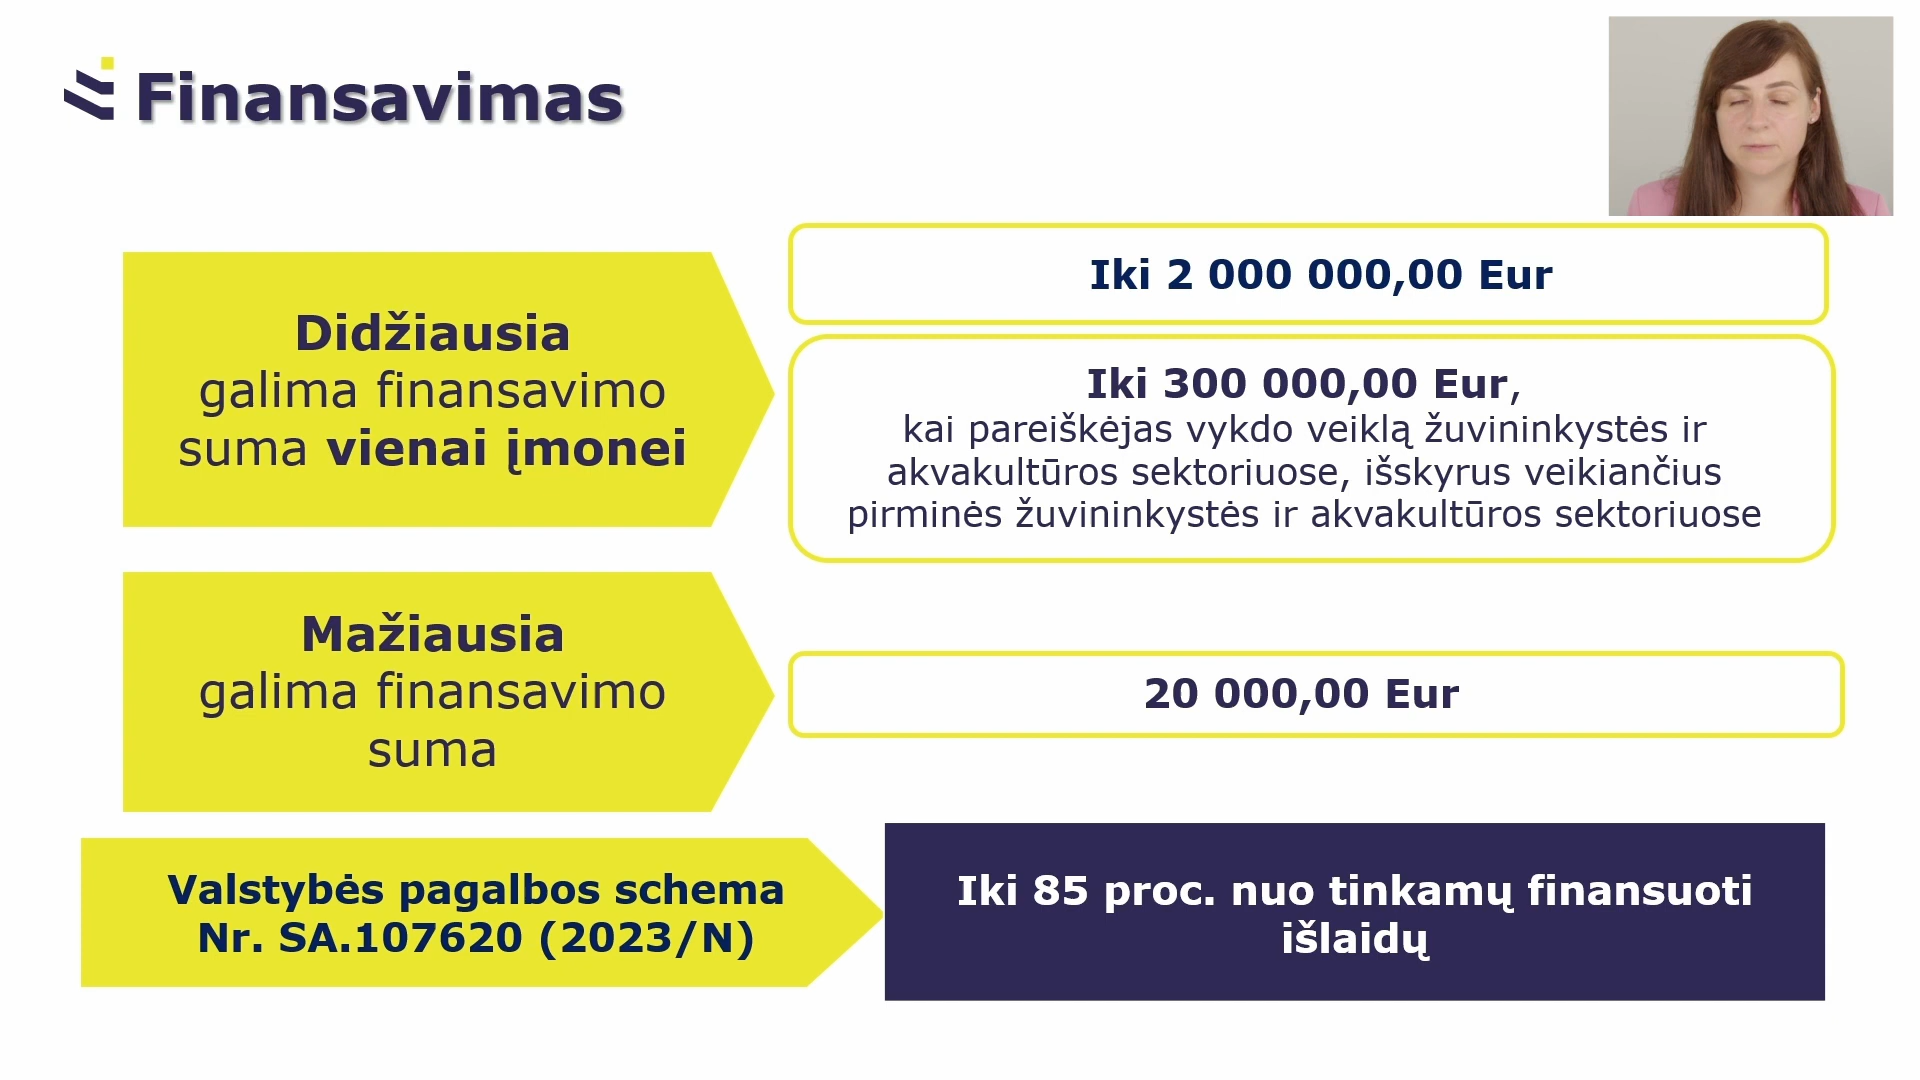 Finansavimas
Didžiausia
galima finansavimo
suma vienai įmonei
Iki 2 000 000,00 Eur
Iki 300 000,00 Eur,
kai pareiškėjas vykdo veiklą žuvininkystės ir
akvakultūros sektoriuose, išskyrus veikiančius
pirminės žuvininkystės ir akvakultūros sektoriuose
Mažiausia
galima finansavimo
suma
20 000,00 Eur
Valstybės pagalbos schema
Nr. SA.107620 (2023/N)
Iki 85 proc. nuo tinkamų finansuoti
išlaidų